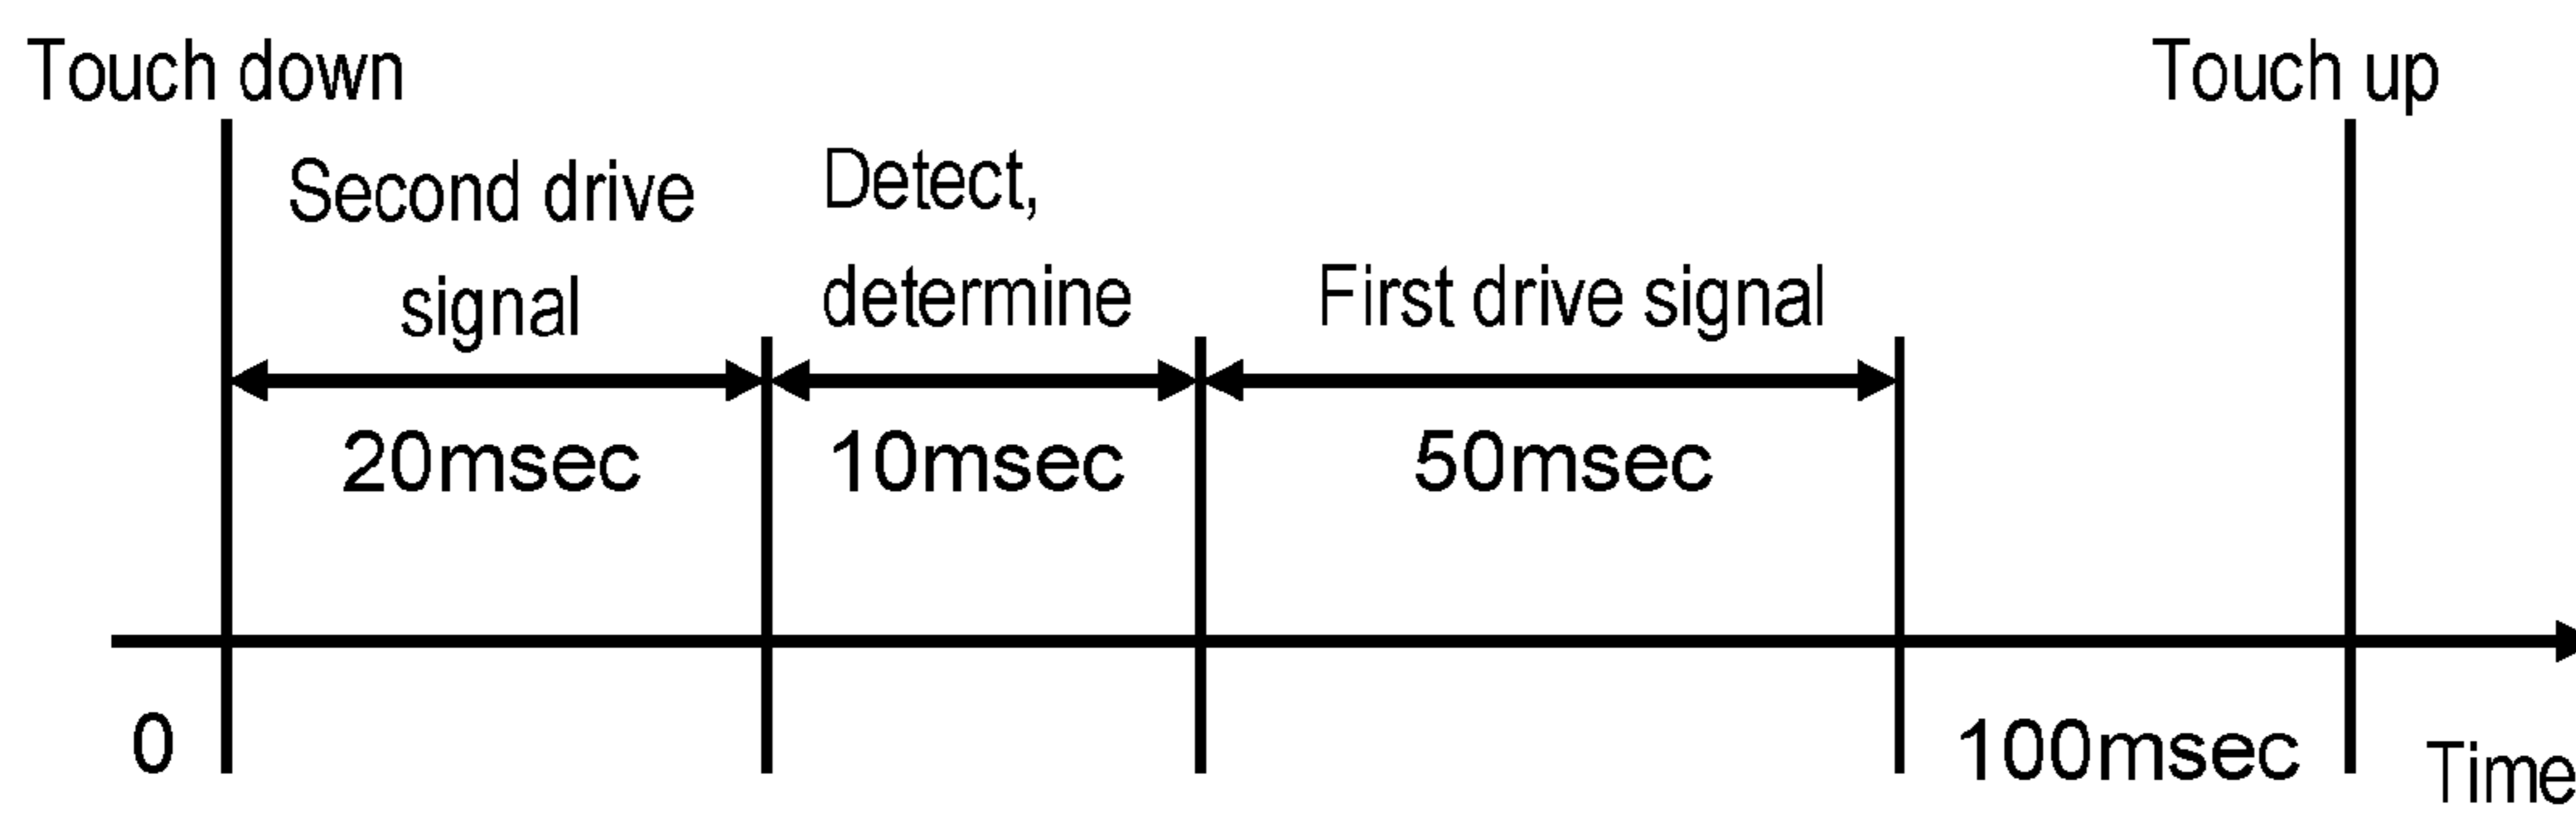 Touch down
Touch up
Second drive
signal
Detect,
determine
First drive signal
20msec
10msec
50msec
0
100msec
Time